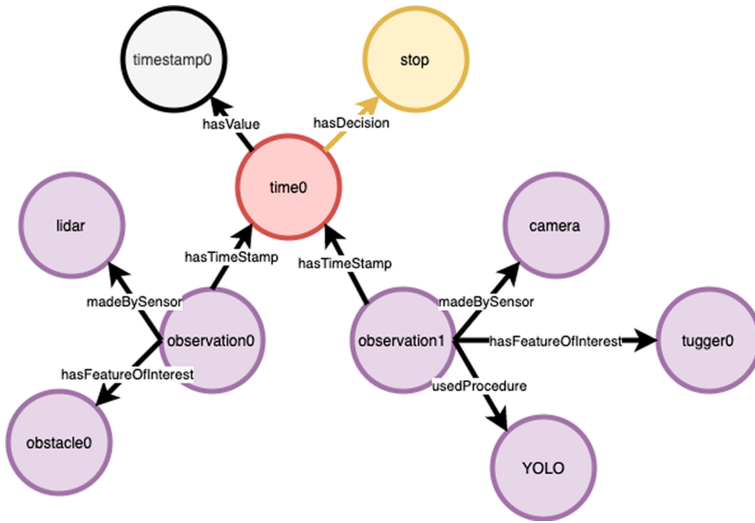 timestamp0
stop
hasValue
hasDecision
time0
lidar
camera
hasTimeStamp
hasTimeStamp
madeBySensor
madeBySensor
observation0
observation1
hasFeatureOfInterest
tugger0
hasFeatureOfInterest
usedProcedure
obstacle0
YOLO